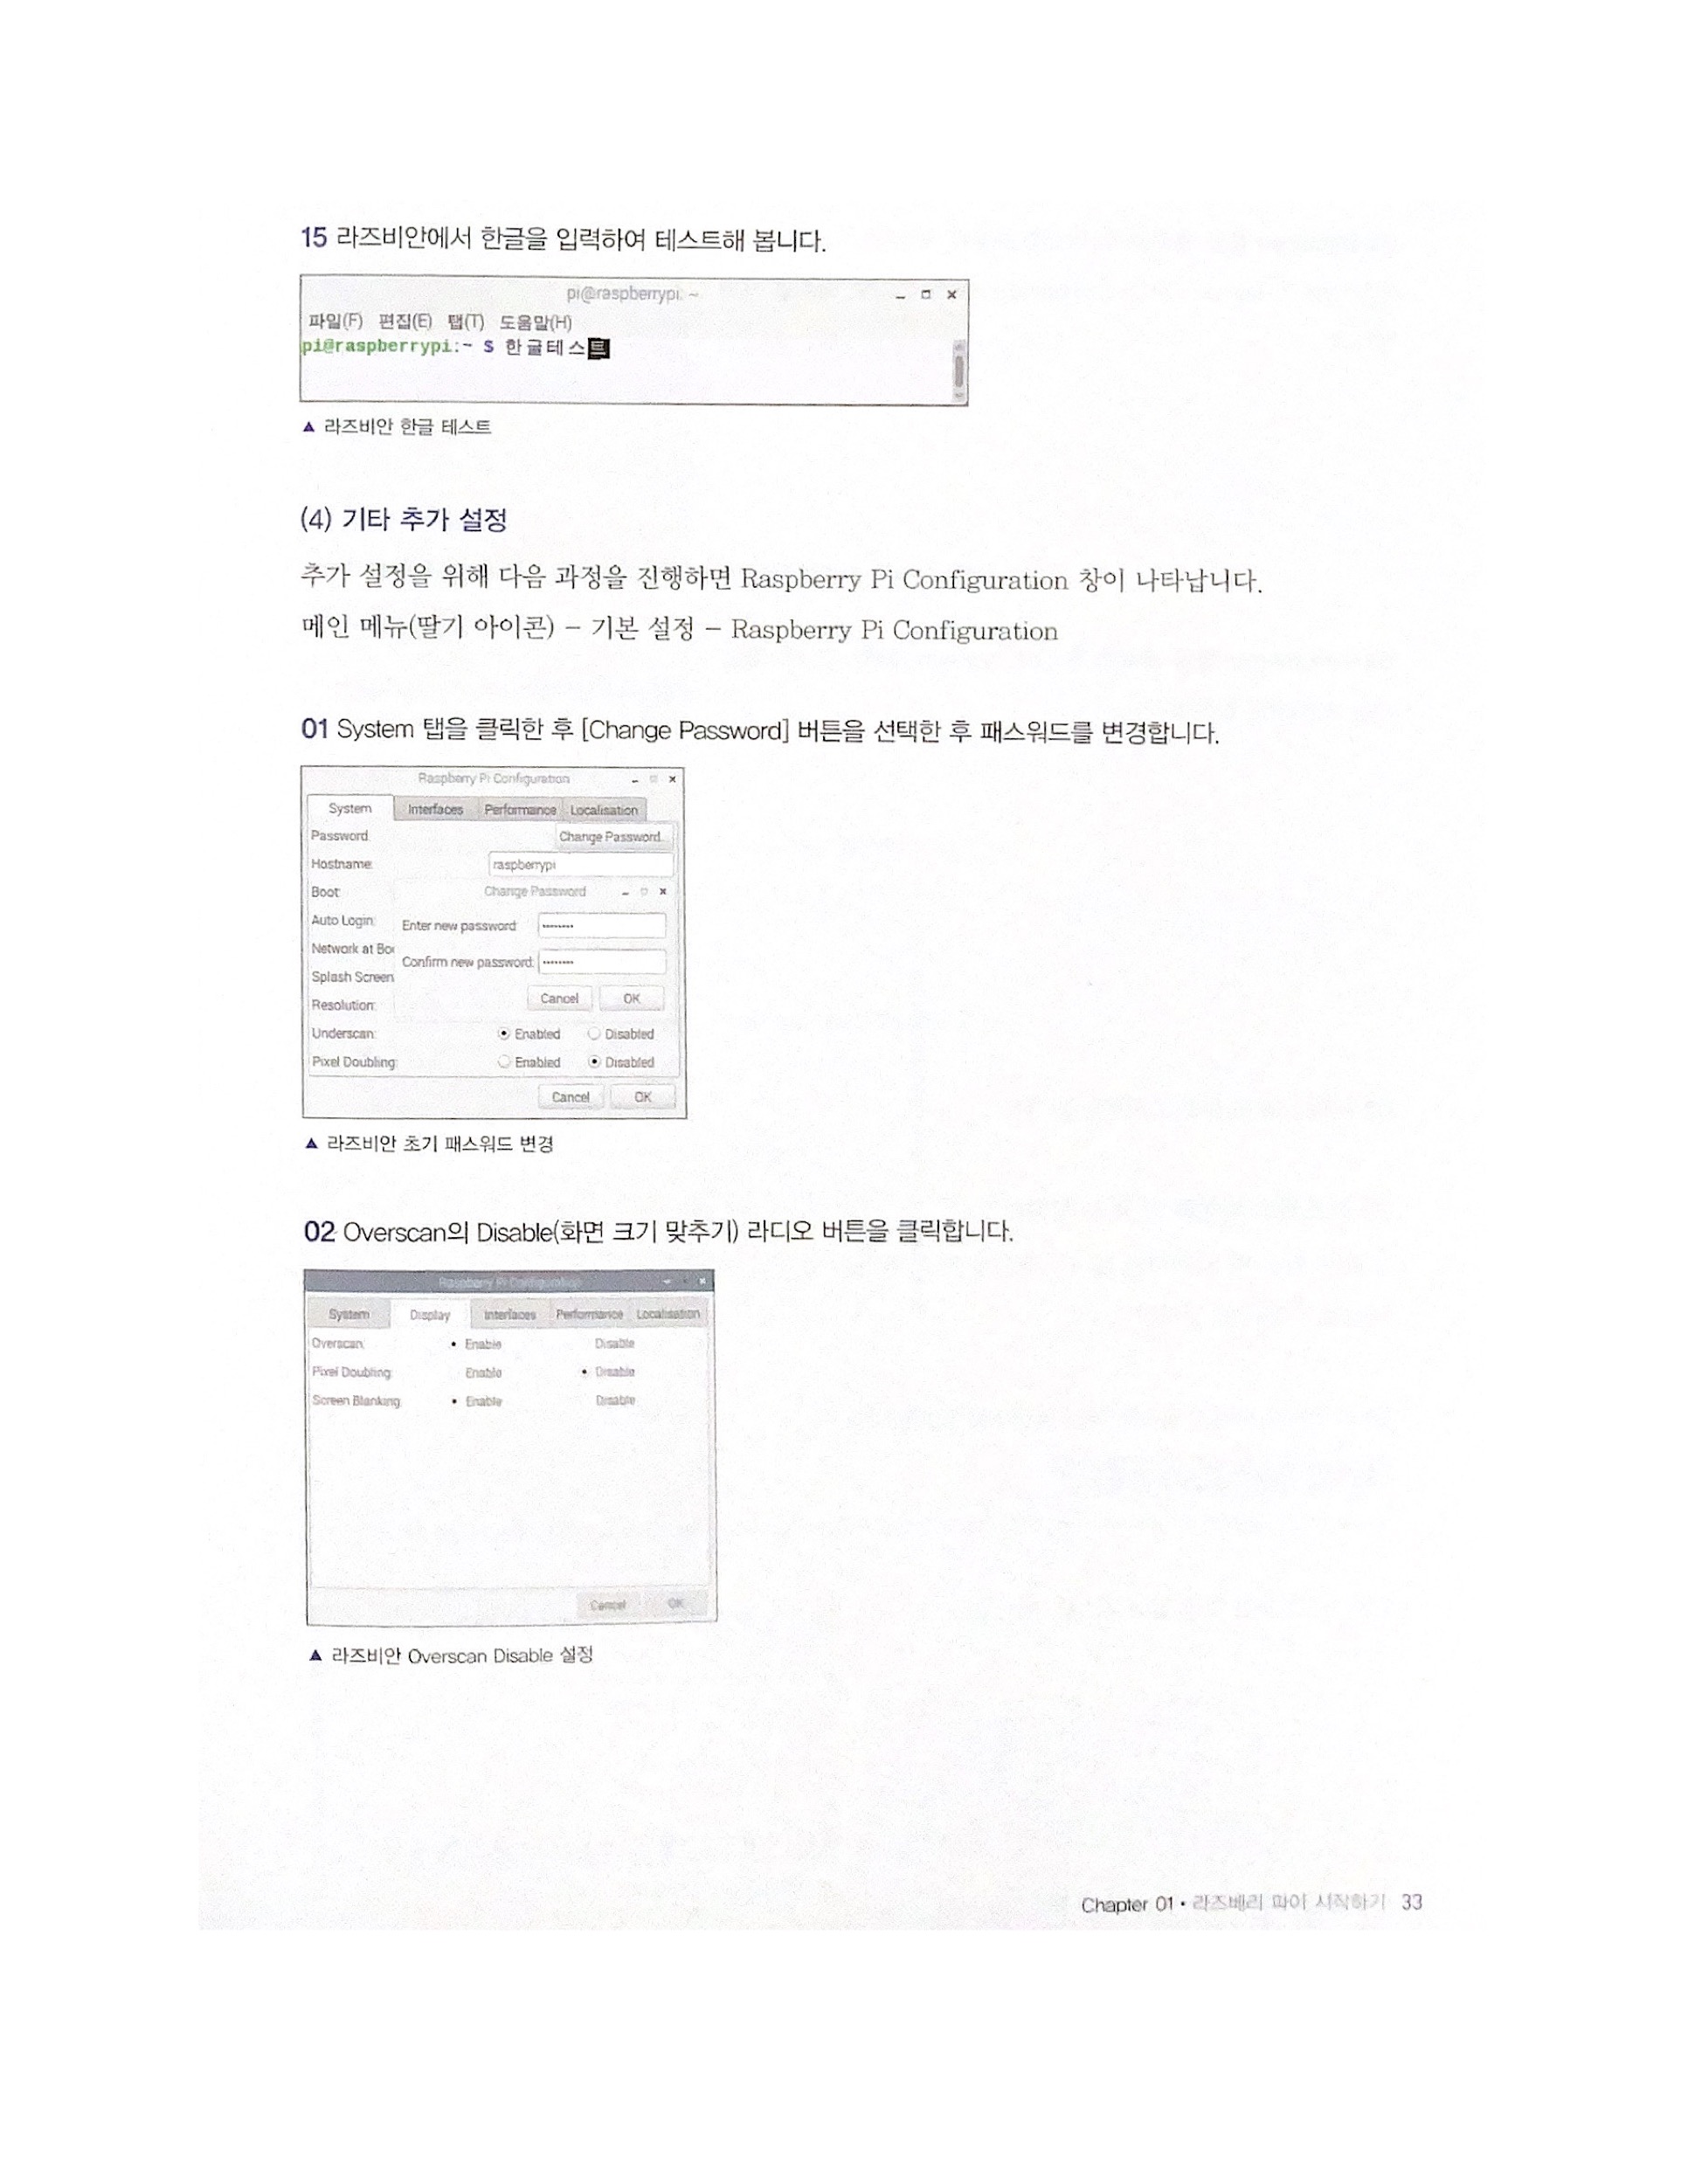 15 라즈비안에서 한글을 입력하여 테스트해 봅니다.
pi@raspberrypi: ~
파일(F) 편집(E) 탭(T) 도움말(H)
pi@raspberrypi:~ $ 한글테스트
▲ 라즈비안 한글 테스트
(4) 기타 추가 설정
추가 설정을 위해 다음 과정을 진행하면 Raspberry Pi Configuration 창이 나타납니다.
메인 메뉴(딸기 아이콘) – 기본 설정 – Raspberry Pi Configuration
01 System 탭을 클릭한 후 [Change Password] 버튼을 선택한 후 패스워드를 변경합니다.
Raspberry Pi Configuration
System Interfaces Performance Localisation
Password: Change Password...
Hostname: raspberrypi
Boot: Change Password
Auto Login: Enter new password:
Network at Boo
Confirm new password:
Splash Screen
Cancel OK
Resolution:
Underscan: Enabled Disabled
Pixel Doubling: Enabled Disabled
Cancel OK
▲ 라즈비안 초기 패스워드 변경
02 Overscan의 Disable(화면 크기 맞추기) 라디오 버튼을 클릭합니다.
Raspberry Pi Configuration
System Display Interfaces Performance Localisation
Overscan: Enable Disable
Pixel Doubling: Enable Disable
Screen Blanking: Enable Disable
Cancel OK
▲ 라즈비안 Overscan Disable 설정
Chapter 01 • 라즈베리 파이 시작하기 33